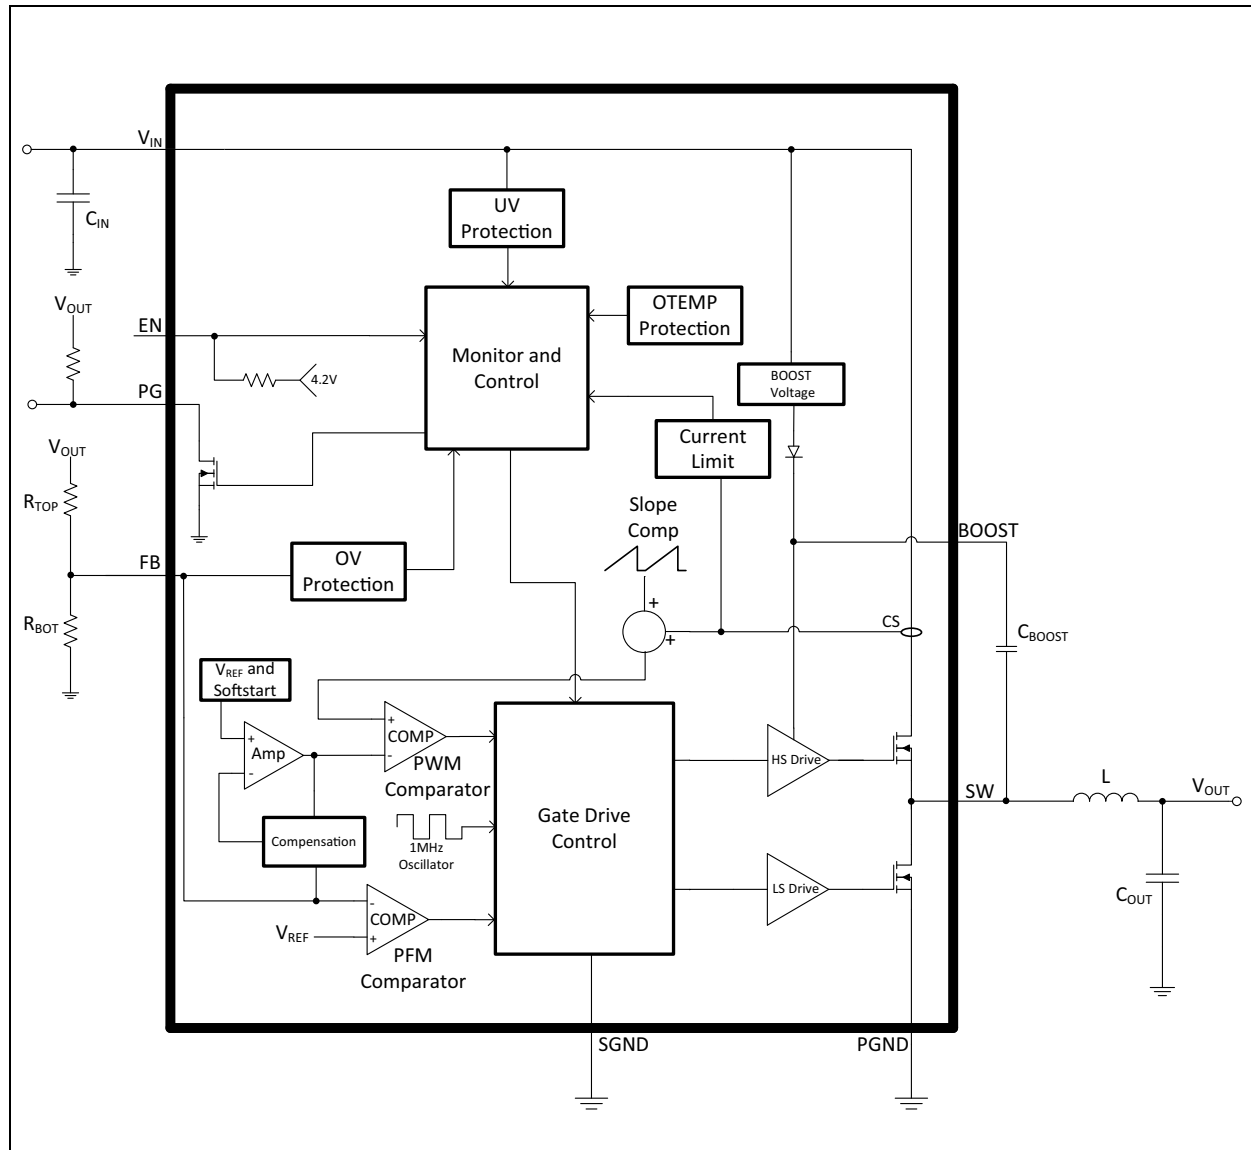 VIN
CIN
UV
Protection
VOUT
EN
4.2V
Monitor and
Control
OTEMP
Protection
BOOST
Voltage
PG
Current
Limit
VOUT
RTOP
Slope
Comp
BOOST
FB
OV
Protection
RBOT
+
+
CS
CBOOST
VREF and
Softstart
+
Amp
-
+
COMP
-
PWM
Comparator
HS Drive
SW
L
VOUT
Compensation
1MHz
Oscillator
Gate Drive
Control
LS Drive
COUT
-
COMP
+
VREF
PFM
Comparator
SGND
PGND